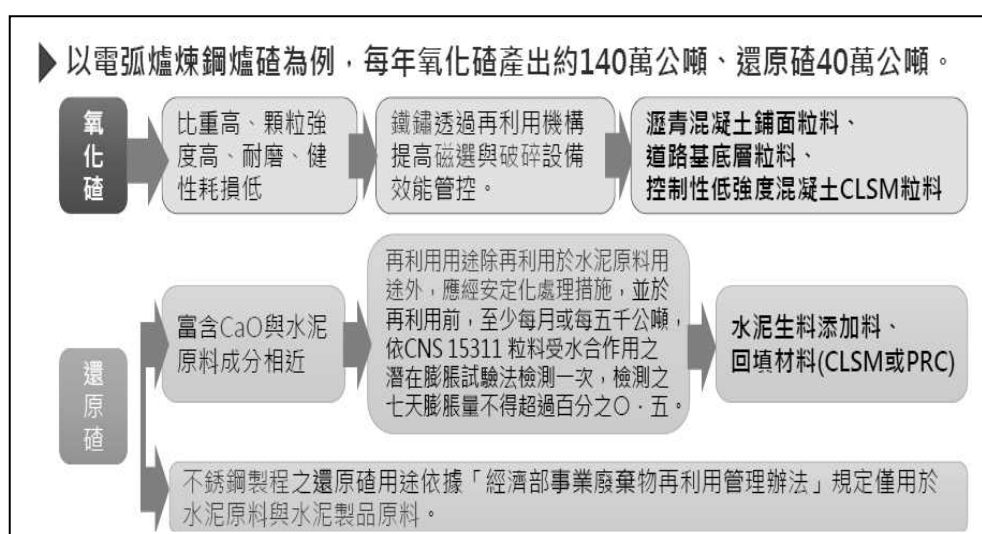 以電弧爐煉鋼爐碴為例，每年氧化碴產出約140萬公噸、還原碴40萬公噸。
氧化碴
比重高、顆粒強
度高、耐磨、健
性耗損低
鐵鏽透過再利用機構
提高磁選與破碎設備
效能管控。
瀝青混凝土鋪面粒料、
道路基底層粒料、
控制性低強度混凝土CLSM粒料
還原碴
富含CaO與水泥
原料成分相近
再利用用途除再利用於水泥原料用
途外，應經安定化處理措施，並於
再利用前，至少每月或每五千公噸，
依CNS 15311 粒料受水合作用之
潛在膨脹試驗法檢測一次，檢測之
七天膨脹量不得超過百分之〇．五。
水泥生料添加料、
回填材料(CLSM或PRC)
不銹鋼製程之還原碴用途依據「經濟部事業廢棄物再利用管理辦法」規定僅用於
水泥原料與水泥製品原料。